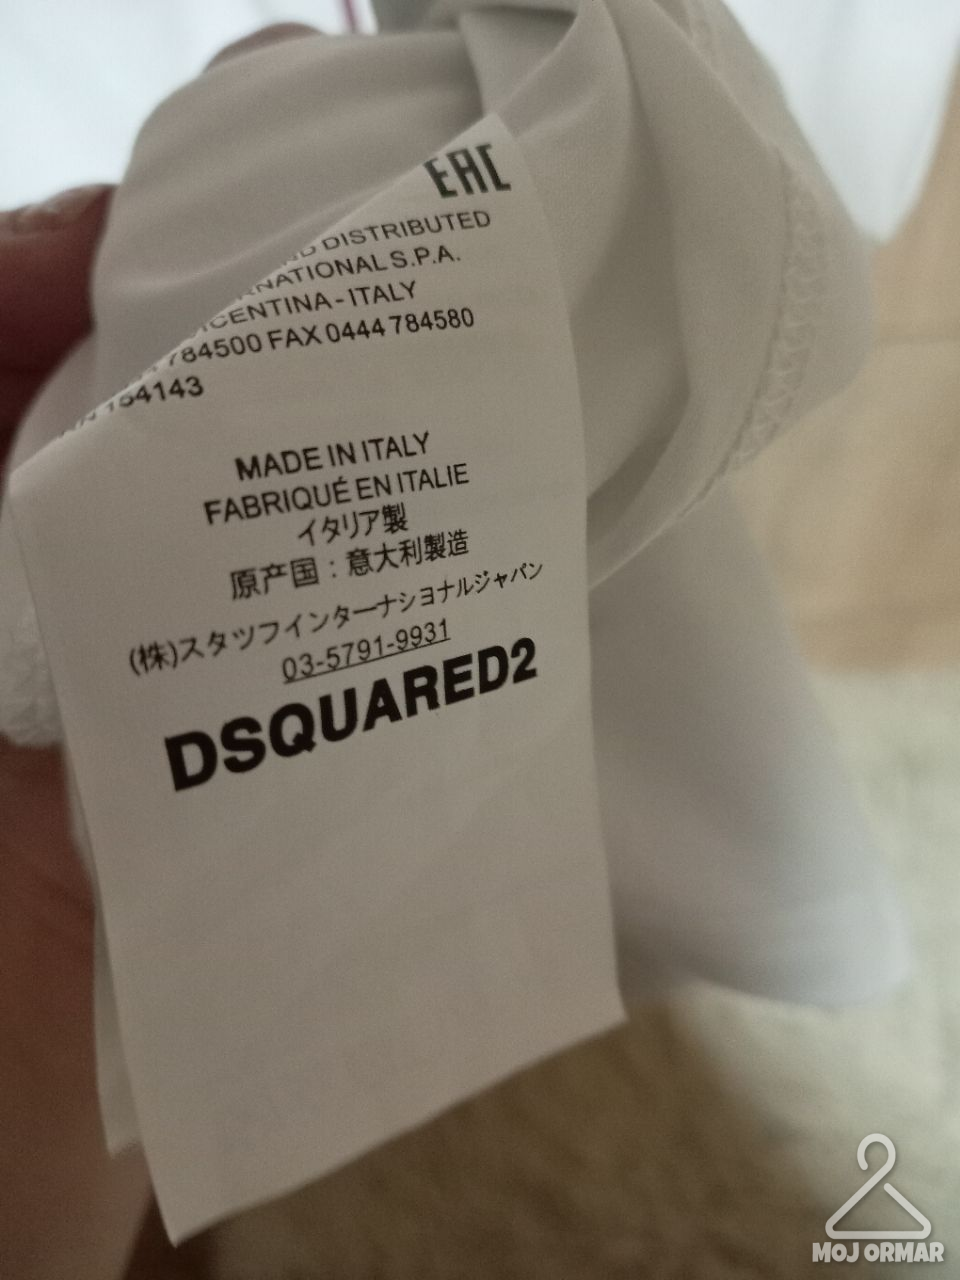 EAC
DISTRIBUTED
S.P.A.
- ITALY
784500 FAX 0444 784580
154143
MADE IN ITALY
FABRIQUÉ EN ITALIE
イタリア製
原产国：意大利製造
(株)スタッフインターナショナルジャパン
03-5791-9931
DSQUARED2
MOJ ORMAR